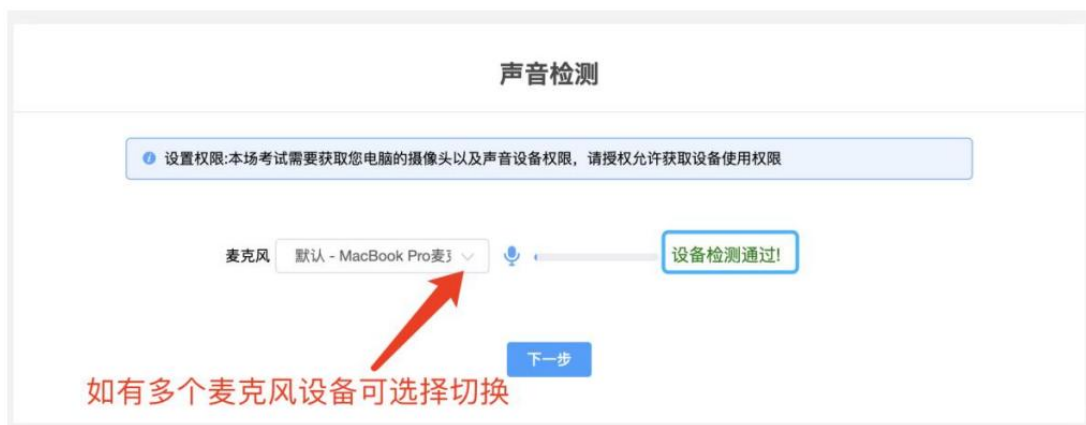 声音检测
设置权限:本场考试需要获取您电脑的摄像头以及声音设备权限，请授权允许获取设备使用权限
麦克风 默认 - MacBook Pro麦 设备检测通过!
下一步
如有多个麦克风设备可选择切换